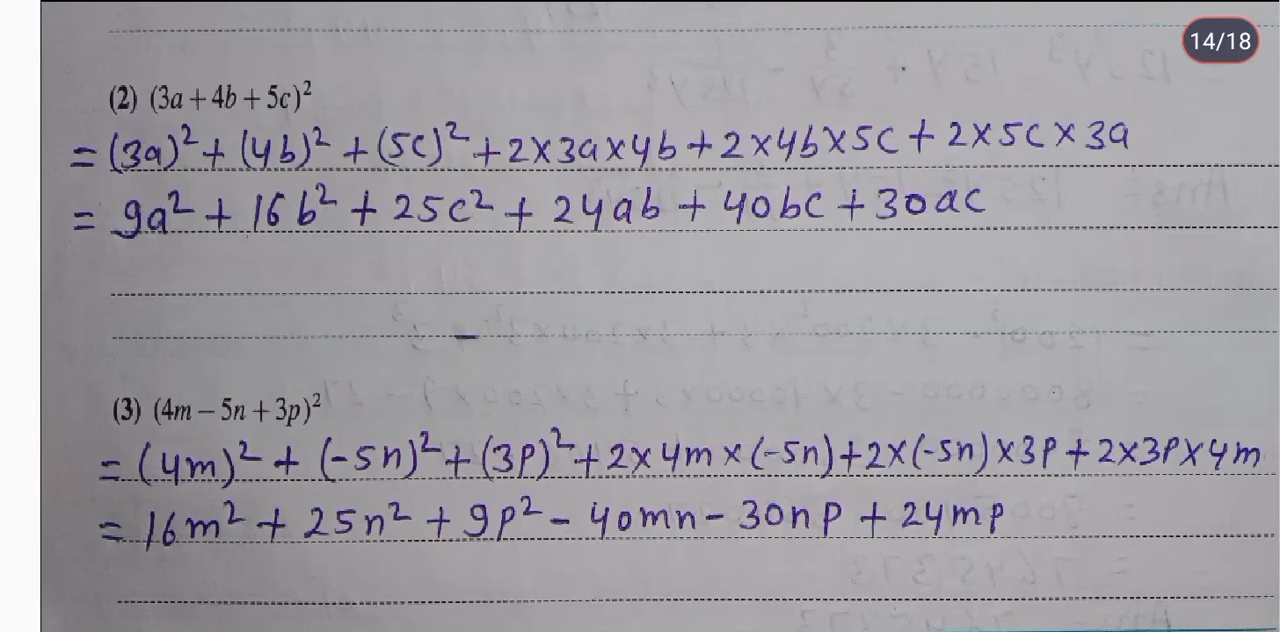 14/18
(2) (3a + 4b + 5c)²
= (3a)² + (4b)² + (5c)² + 2×3a×4b + 2×4b×5c + 2×5c×3a
= 9a² + 16b² + 25c² + 24ab + 40bc + 30ac
(3) (4m – 5n + 3p)²
= (4m)² + (-5n)² + (3p)² + 2×4m×(-5n) + 2×(-5n)×3p + 2×3p×4m
= 16m² + 25n² + 9p² - 40mn - 30np + 24mp